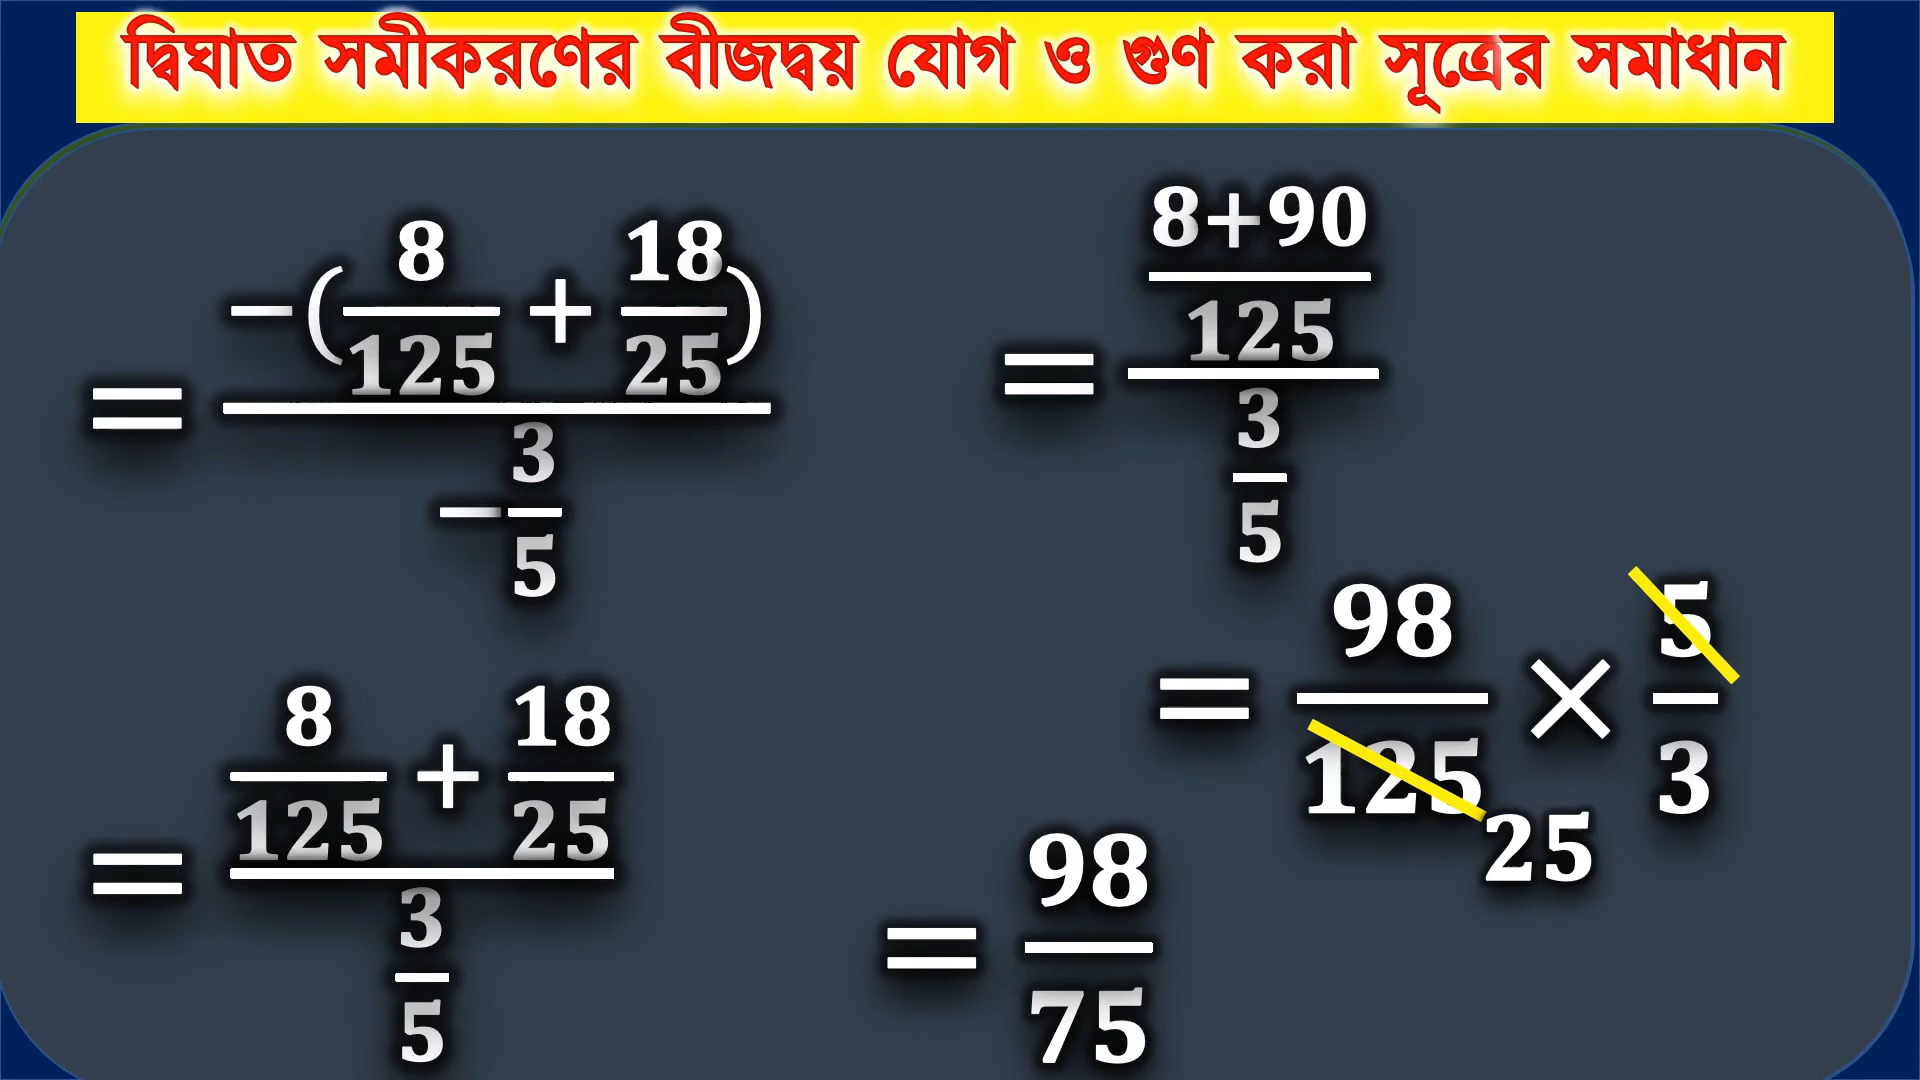 দ্বিঘাত সমীকরণের বীজদ্বয় যোগ ও গুণ করা সূত্রের সমাধান
= (-(8/125 + 18/25)) / (-3/5)
= (8/125 + 18/25) / (3/5)
= ((8+90)/125) / (3/5)
= 98/125 × 5/3
25
= 98/75